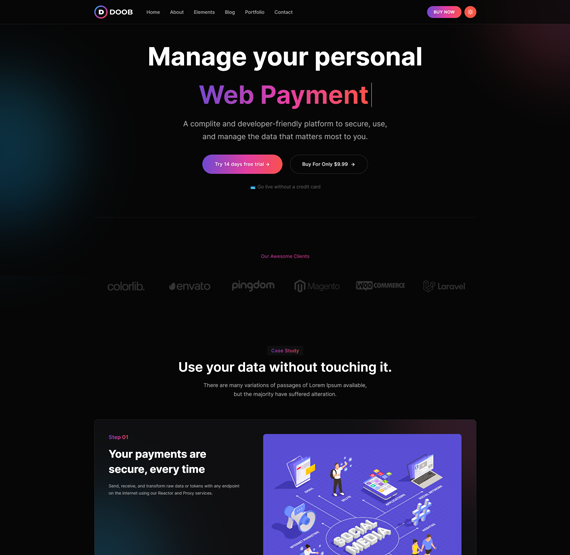 D DOOB
Home About Elements Blog Portfolio Contact
BUY NOW
Manage your personal
Web Payment
A complite and developer-friendly platform to secure, use,
and manage the data that matters most to you.
Try 14 days free trial →
Buy For Only $9.99 →
Go live without a credit card
Our Awesome Clients
colorlib.
envato
pingdom
Magento
WOO COMMERCE
Laravel
Case Study
Use your data without touching it.
There are many variations of passages of Lorem Ipsum available,
but the majority have suffered alteration.
Step 01
Your payments are
secure, every time
Send, receive, and transform raw data or tokens with any endpoint
on the internet using our Reactor and Proxy services.
SOCIAL
MEDIA